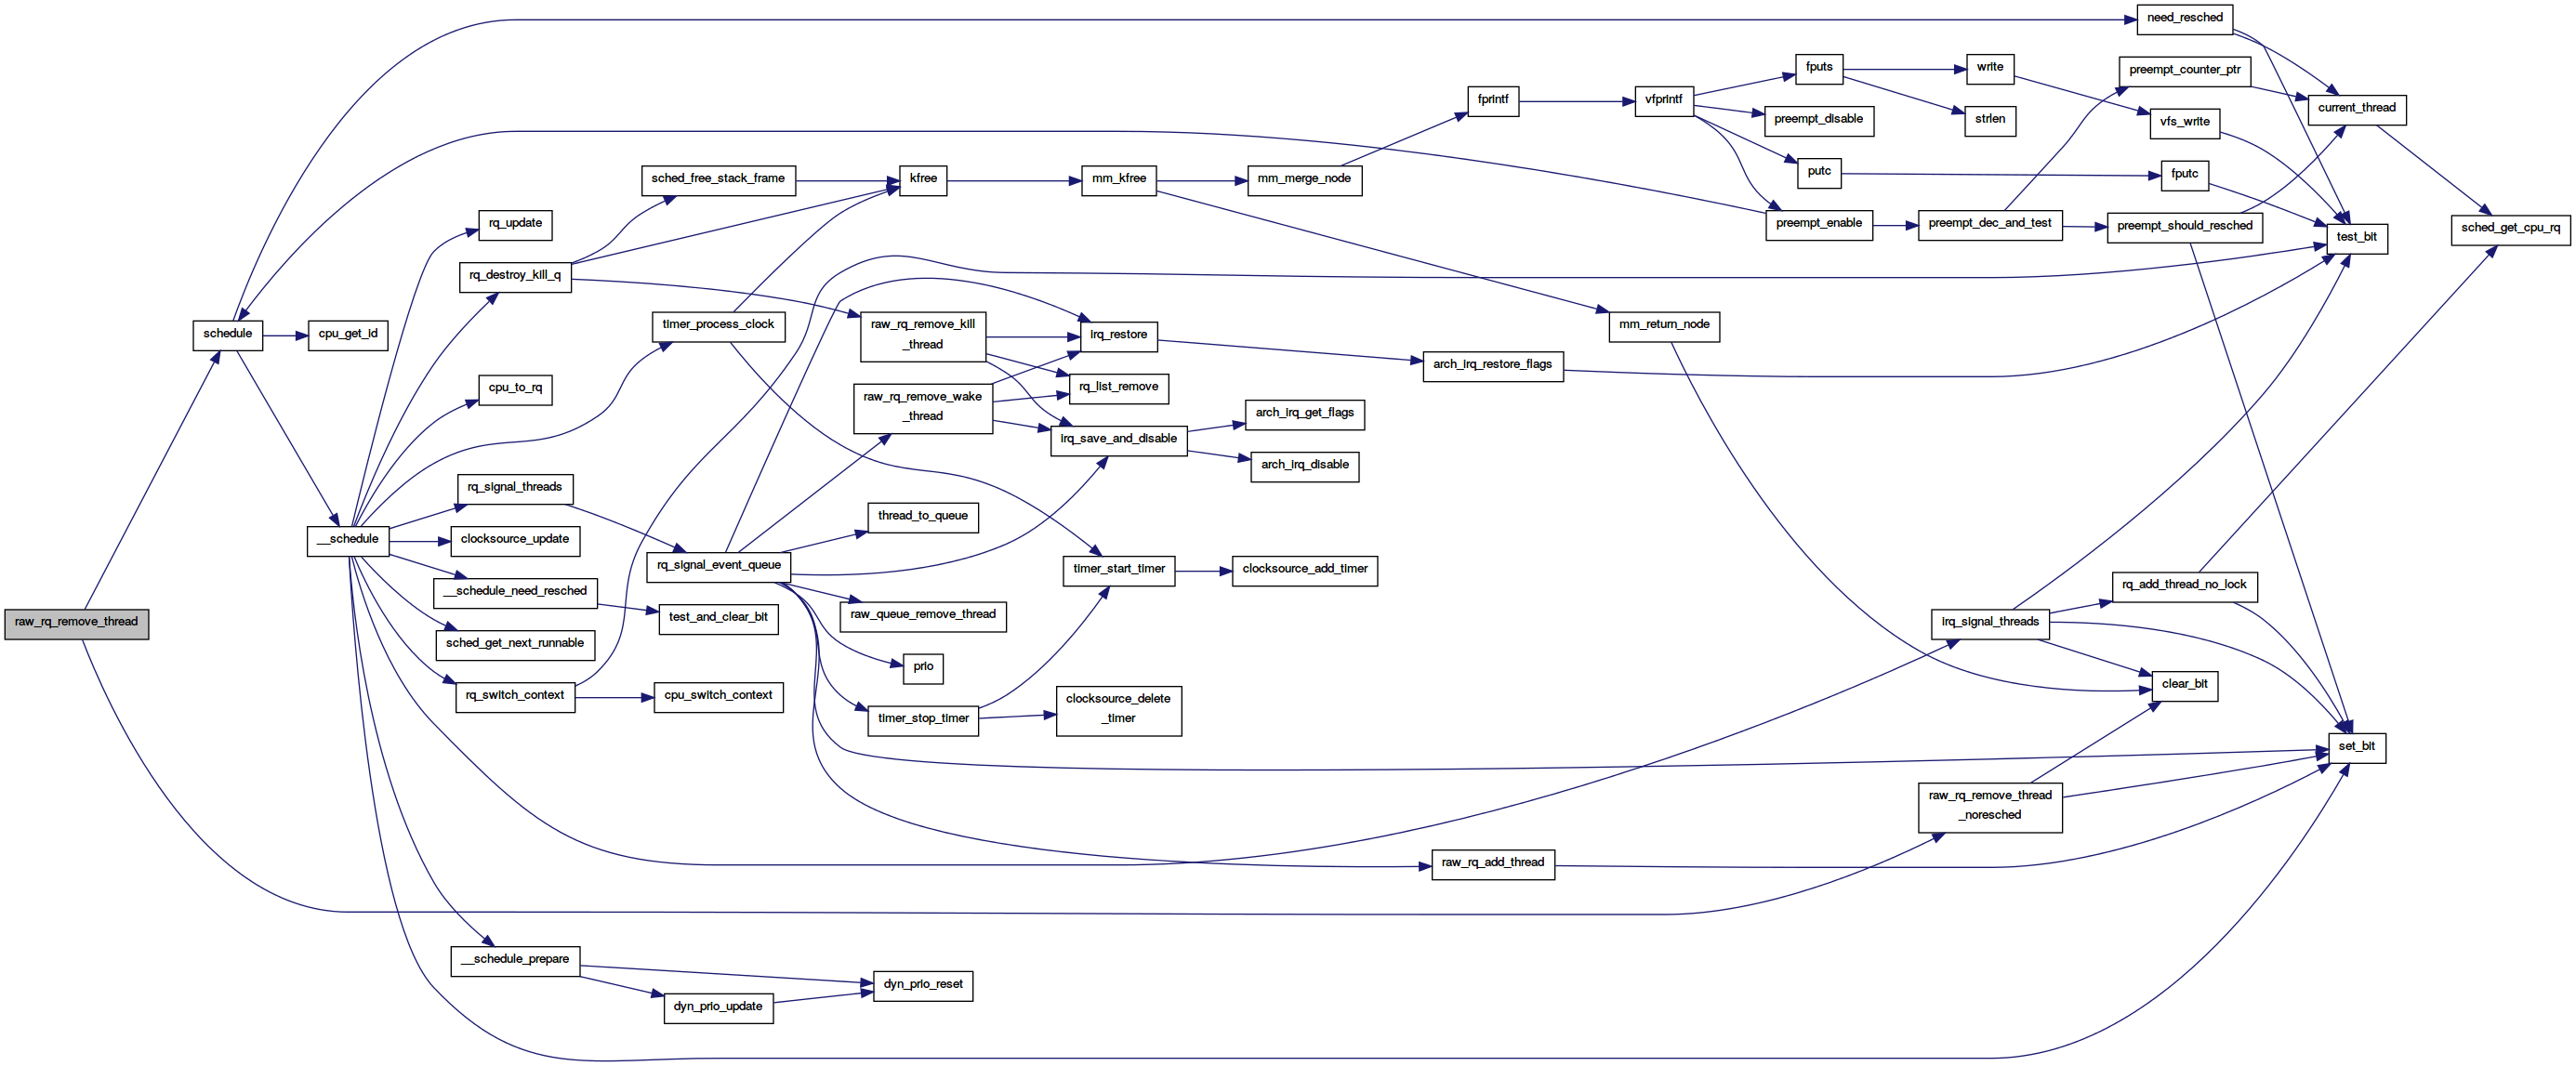 need_resched
fputs
write
preempt_counter_ptr
fprintf
vfprintf
current_thread
preempt_disable
strlen
vfs_write
sched_free_stack_frame
kfree
mm_kfree
mm_merge_node
putc
fputc
rq_update
preempt_enable
preempt_dec_and_test
preempt_should_resched
test_bit
sched_get_cpu_rq
rq_destroy_kill_q
schedule
cpu_get_id
timer_process_clock
raw_rq_remove_kill
_thread
irq_restore
mm_return_node
arch_irq_restore_flags
cpu_to_rq
rq_list_remove
raw_rq_remove_wake
_thread
arch_irq_get_flags
irq_save_and_disable
arch_irq_disable
rq_signal_threads
thread_to_queue
__schedule
clocksource_update
rq_signal_event_queue
timer_start_timer
clocksource_add_timer
__schedule_need_resched
rq_add_thread_no_lock
raw_rq_remove_thread
test_and_clear_bit
raw_queue_remove_thread
irq_signal_threads
sched_get_next_runnable
prio
clear_bit
rq_switch_context
cpu_switch_context
timer_stop_timer
clocksource_delete
_timer
set_bit
raw_rq_remove_thread
_noresched
raw_rq_add_thread
__schedule_prepare
dyn_prio_reset
dyn_prio_update